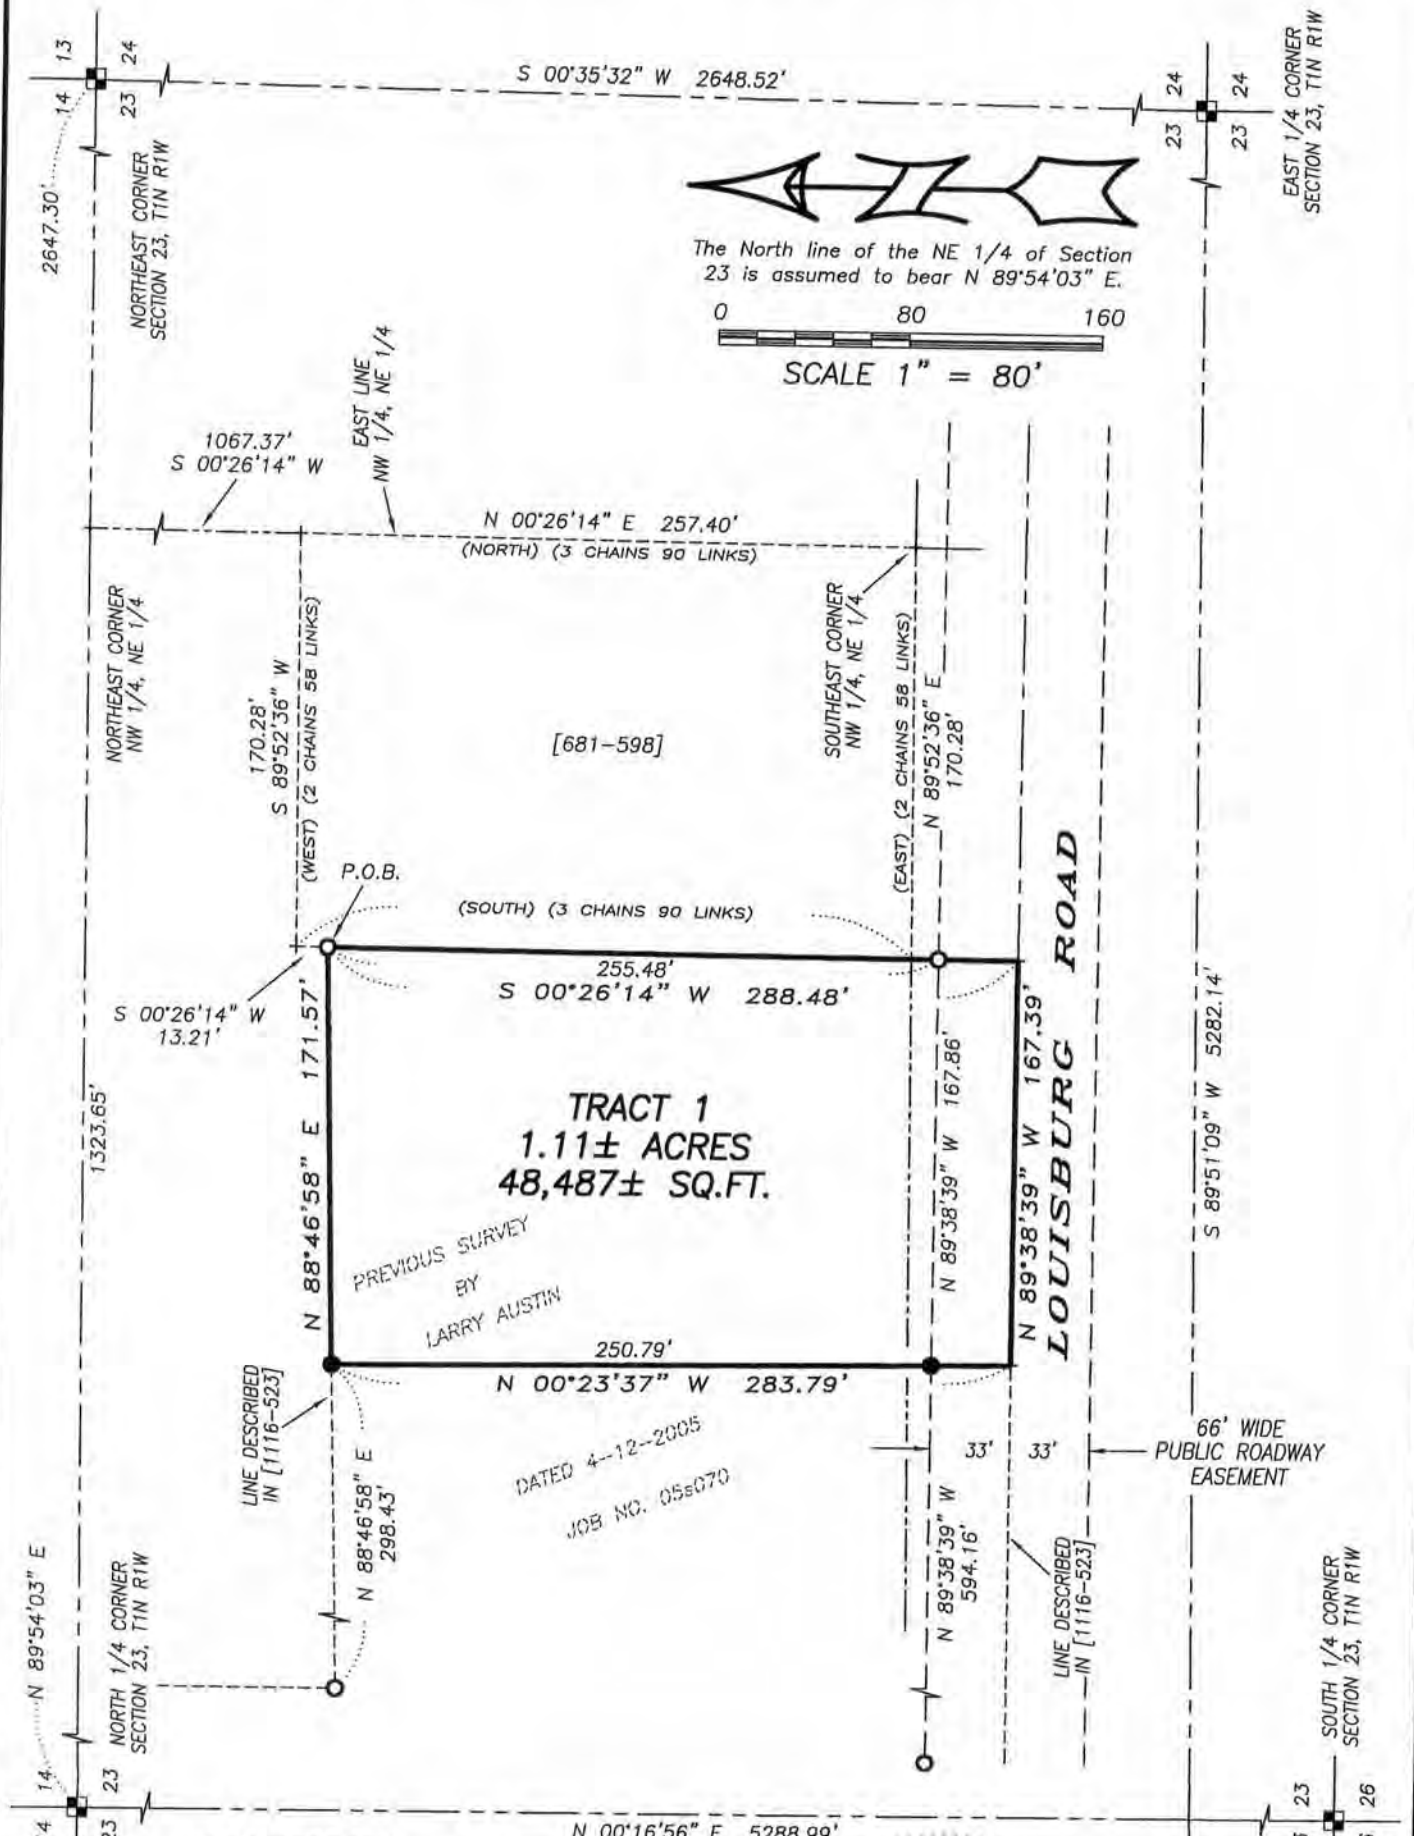 13
24
14
23
S 00°35'32" W 2648.52'
24
24
23
23
EAST 1/4 CORNER
SECTION 23, T1N R1W
2647.30'
NORTHEAST CORNER
SECTION 23, T1N R1W
The North line of the NE 1/4 of Section
23 is assumed to bear N 89°54'03" E.
0 80 160
SCALE 1" = 80'
1067.37'
S 00°26'14" W
EAST LINE
NW 1/4, NE 1/4
N 00°26'14" E 257.40'
(NORTH) (3 CHAINS 90 LINKS)
NORTHEAST CORNER
NW 1/4, NE 1/4
170.28'
S 89°52'36" W
(WEST) (2 CHAINS 58 LINKS)
[681-598]
SOUTHEAST CORNER
NW 1/4, NE 1/4
(EAST) (2 CHAINS 58 LINKS)
N 89°52'36" E
170.28'
P.O.B.
(SOUTH) (3 CHAINS 90 LINKS)
255.48'
S 00°26'14" W 288.48'
S 00°26'14" W
13.21'
N 88°46'58" E 171.57'
1323.65'
TRACT 1
1.11± ACRES
48,487± SQ.FT.
N 89°38'39" W 167.86'
N 89°38'39" W 167.39'
LOUISBURG ROAD
S 89°51'09" W 5282.14'
PREVIOUS SURVEY
BY
LARRY AUSTIN
250.79'
N 00°23'37" W 283.79'
LINE DESCRIBED
IN [1116-523]
N 88°46'58" E
298.43'
DATED 4-12-2005
JOB NO. 05s070
33' 33'
66' WIDE
PUBLIC ROADWAY
EASEMENT
N 89°38'39" W
594.16'
LINE DESCRIBED
IN [1116-523]
N 89°54'03" E
NORTH 1/4 CORNER
SECTION 23, T1N R1W
SOUTH 1/4 CORNER
SECTION 23, T1N R1W
14
23
23
26
N 00°16'56" E 5288.99'